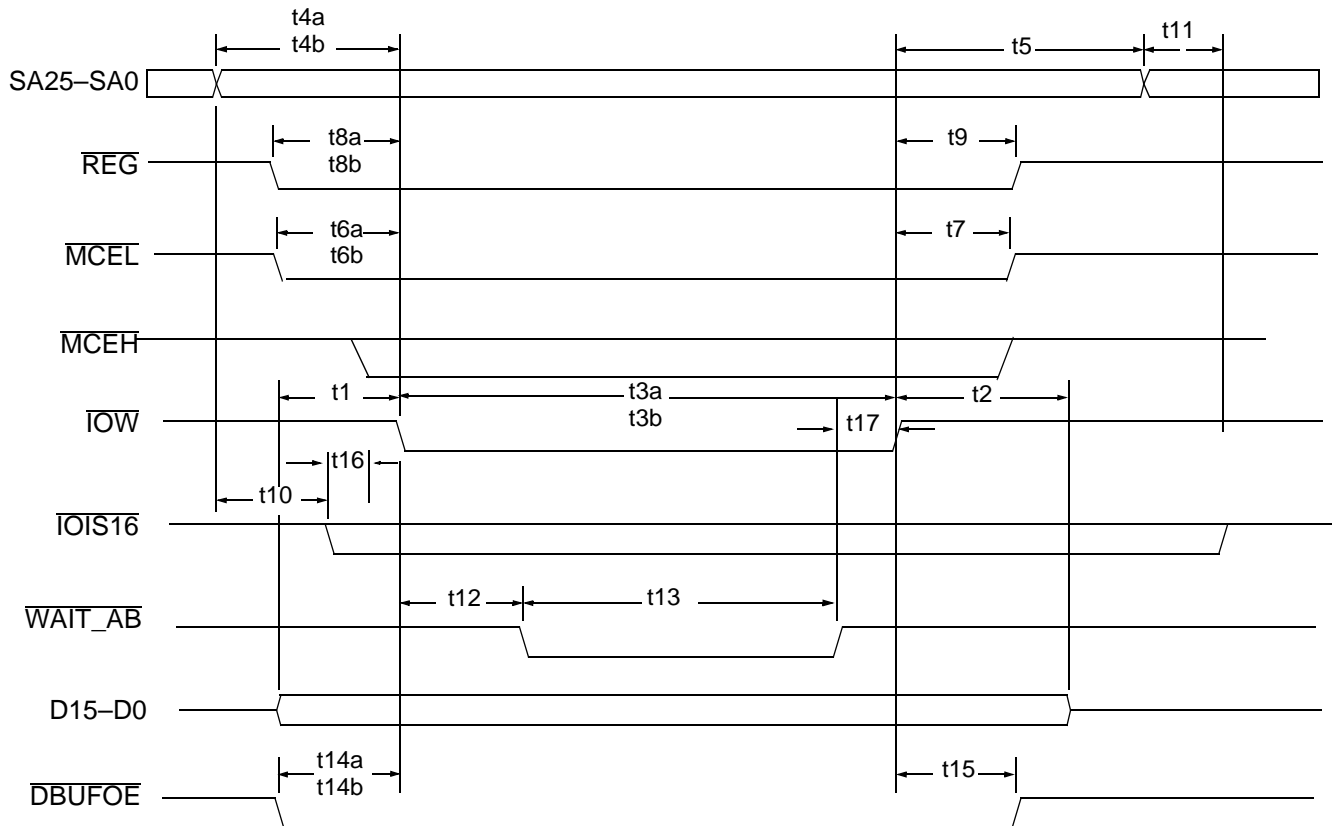 t4a
t4b
t5
t11
SA25–SA0
t8a
t8b
t9
REG
t6a
t6b
t7
MCEL
MCEH
t1
t3a
t3b
t2
IOW
t17
t16
t10
IOIS16
t12
t13
WAIT_AB
D15–D0
t14a
t14b
t15
DBUFOE